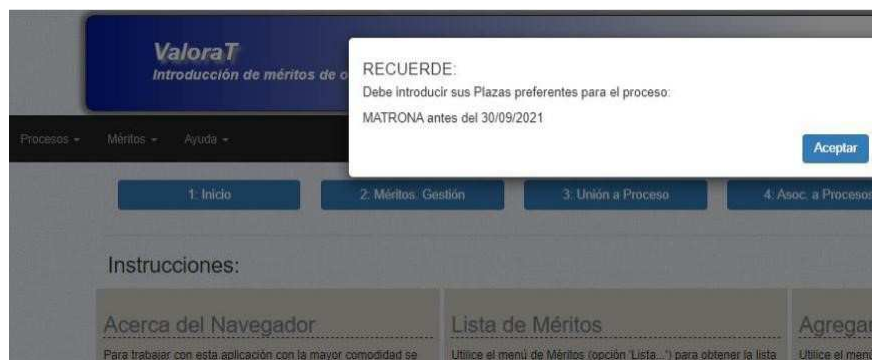 ValoraT
Introducción de méritos de o
RECUERDE:
Debe introducir sus Plazas preferentes para el proceso:
MATRONA antes del 30/09/2021
Aceptar
Procesos
Méritos
Ayuda
1: Inicio
2: Méritos. Gestión
3: Unión a Proceso
4: Asoc. a Procesos
Instrucciones:
Acerca del Navegador
Lista de Méritos
Agregar
Para trabajar con esta aplicación con la mayor comodidad se
Utilice el menú de Méritos (opción 'Lista...') para obtener la lista
Utilice el menú